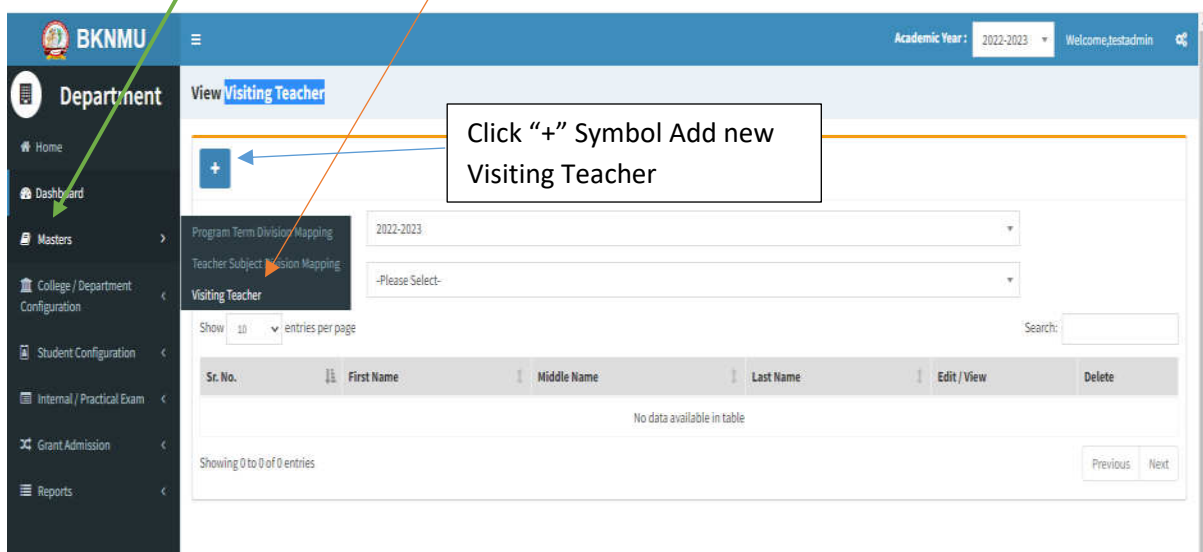 BKNMU
Academic Year :
2022-2023
Welcome,testadmin
Department
View Visiting Teacher
Click “+” Symbol Add new
Visiting Teacher
Home
+
Dashboard
Masters
Program Term Division Mapping
2022-2023
Teacher Subject Division Mapping
-Please Select-
Visiting Teacher
College / Department
Configuration
Show 10 entries per page
Search:
Student Configuration
Sr. No.
First Name
Middle Name
Last Name
Edit / View
Delete
Internal / Practical Exam
No data available in table
Grant Admission
Showing 0 to 0 of 0 entries
Previous
Next
Reports